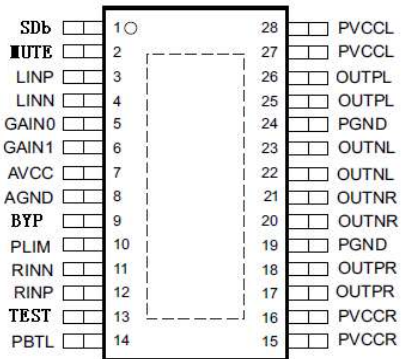 SDb 1 28 PVCCL
MUTE 2 27 PVCCL
LINP 3 26 OUTPL
LINN 4 25 OUTPL
GAIN0 5 24 PGND
GAIN1 6 23 OUTNL
AVCC 7 22 OUTNL
AGND 8 21 OUTNR
BYP 9 20 OUTNR
PLIM 10 19 PGND
RINN 11 18 OUTPR
RINP 12 17 OUTPR
TEST 13 16 PVCCR
PBTL 14 15 PVCCR